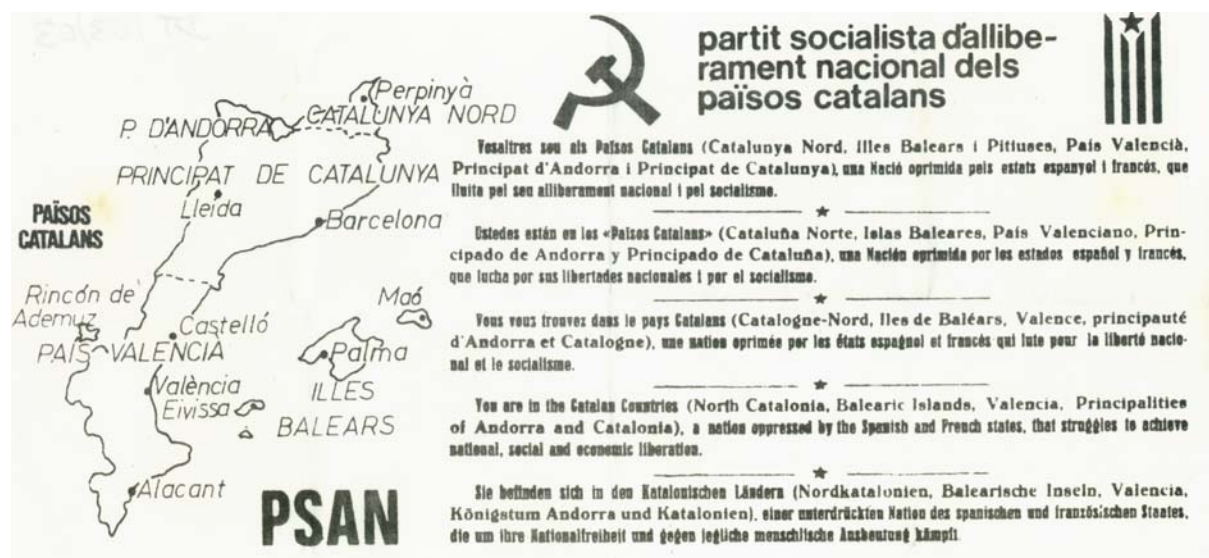 partit socialista d'allibe-
rament nacional dels
països catalans
Vosaltres sou als Països Catalans (Catalunya Nord, Illes Balears i Pitiuses, País Valencià,
Principat d'Andorra i Principat de Catalunya), una Nació oprimida pels estats espanyol i francés, que
lluita pel seu alliberament nacional i pel socialisme.
Ustedes están en los «Països Catalans» (Cataluña Norte, Islas Baleares, País Valenciano, Prin-
cipado de Andorra y Principado de Cataluña), una Nación oprimida por los estados español y francés,
que lucha por sus libertades nacionales i por el socialismo.
Vous vous trouvez dans le pays Catalans (Catalogne-Nord, Iles de Baléars, Valence, principauté
d'Andorra et Catalogne), une nation oprimée per les états espagnol et francés qui lute pour la liberté nacio-
nal et le socialisme.
You are in the Catalan Countries (North Catalonia, Balearic Islands, Valencia, Principalities
of Andorra and Catalonia), a nation oppressed by the Spanish and French states, that struggles to achieve
national, social and economic liberation.
Sie befinden sich in den Katalonischen Ländern (Nordkatalonien, Balearische Inseln, Valencia,
Königstum Andorra und Katalonien), einer unterdrückten Nation des spanischen und französischen Staates,
die um ihre Nationalfreiheit und gegen jegliche menschlische Ausbeutung kämpft.
Perpinyà
CATALUNYA NORD
P. D'ANDORRA
PRINCIPAT DE CATALUNYA
Lleida
PAÏSOS
CATALANS
Barcelona
Rincón de
Ademuz
Maó
Castelló
PAÍS VALENCIÀ
Palma
València
Eivissa
ILLES
BALEARS
Alacant
PSAN